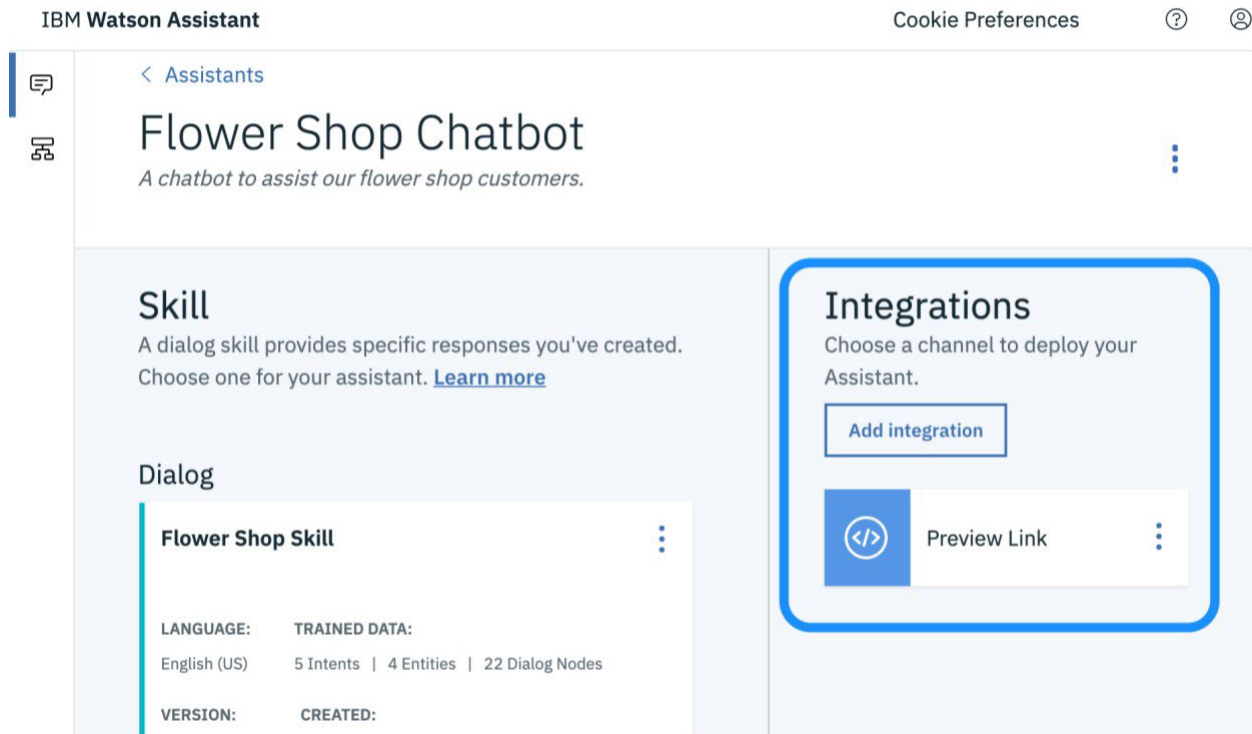 IBM Watson Assistant
Cookie Preferences
Assistants
Flower Shop Chatbot
A chatbot to assist our flower shop customers.
Skill
A dialog skill provides specific responses you've created.
Choose one for your assistant. Learn more
Dialog
Flower Shop Skill
LANGUAGE: TRAINED DATA:
English (US) 5 Intents | 4 Entities | 22 Dialog Nodes
VERSION: CREATED:
Integrations
Choose a channel to deploy your
Assistant.
Add integration
</> Preview Link